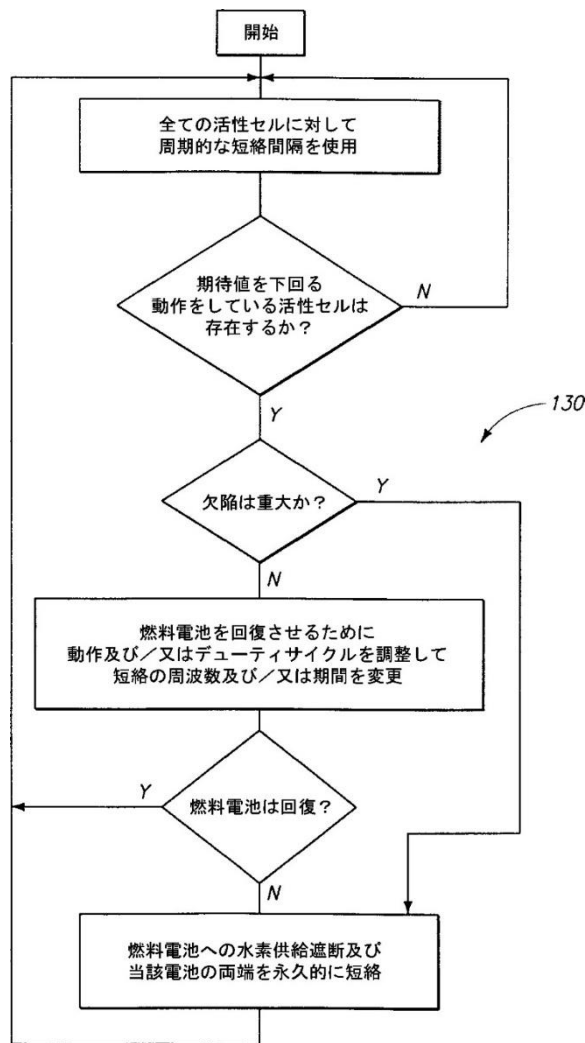 開始
全ての活性セルに対して
周期的な短絡間隔を使用
期待値を下回る
動作をしている活性セルは
存在するか？
N
Y
130
欠陥は重大か？
Y
N
燃料電池を回復させるために
動作及び／又はデューティサイクルを調整して
短絡の周波数及び／又は期間を変更
Y
燃料電池は回復？
N
燃料電池への水素供給遮断及び
当該電池の両端を永久的に短絡